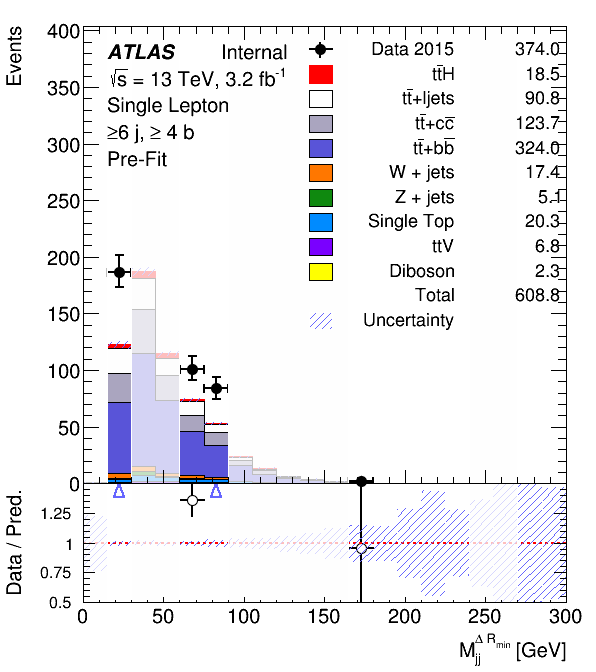 Events
400
350
300
250
200
150
100
50
0
ATLAS Internal
√s = 13 TeV, 3.2 fb⁻¹
Single Lepton
≥6 j, ≥ 4 b
Pre-Fit
Data 2015 374.0
tt̄H 18.5
tt̄+ljets 90.8
tt̄+cc̄ 123.7
tt̄+bb̄ 324.0
W + jets 17.4
Z + jets 5.1
Single Top 20.3
ttV 6.8
Diboson 2.3
Total 608.8
Uncertainty
Data / Pred.
1.25
1
0.75
0.5
0 50 100 150 200 250 300
M_jj^{Δ R_min} [GeV]